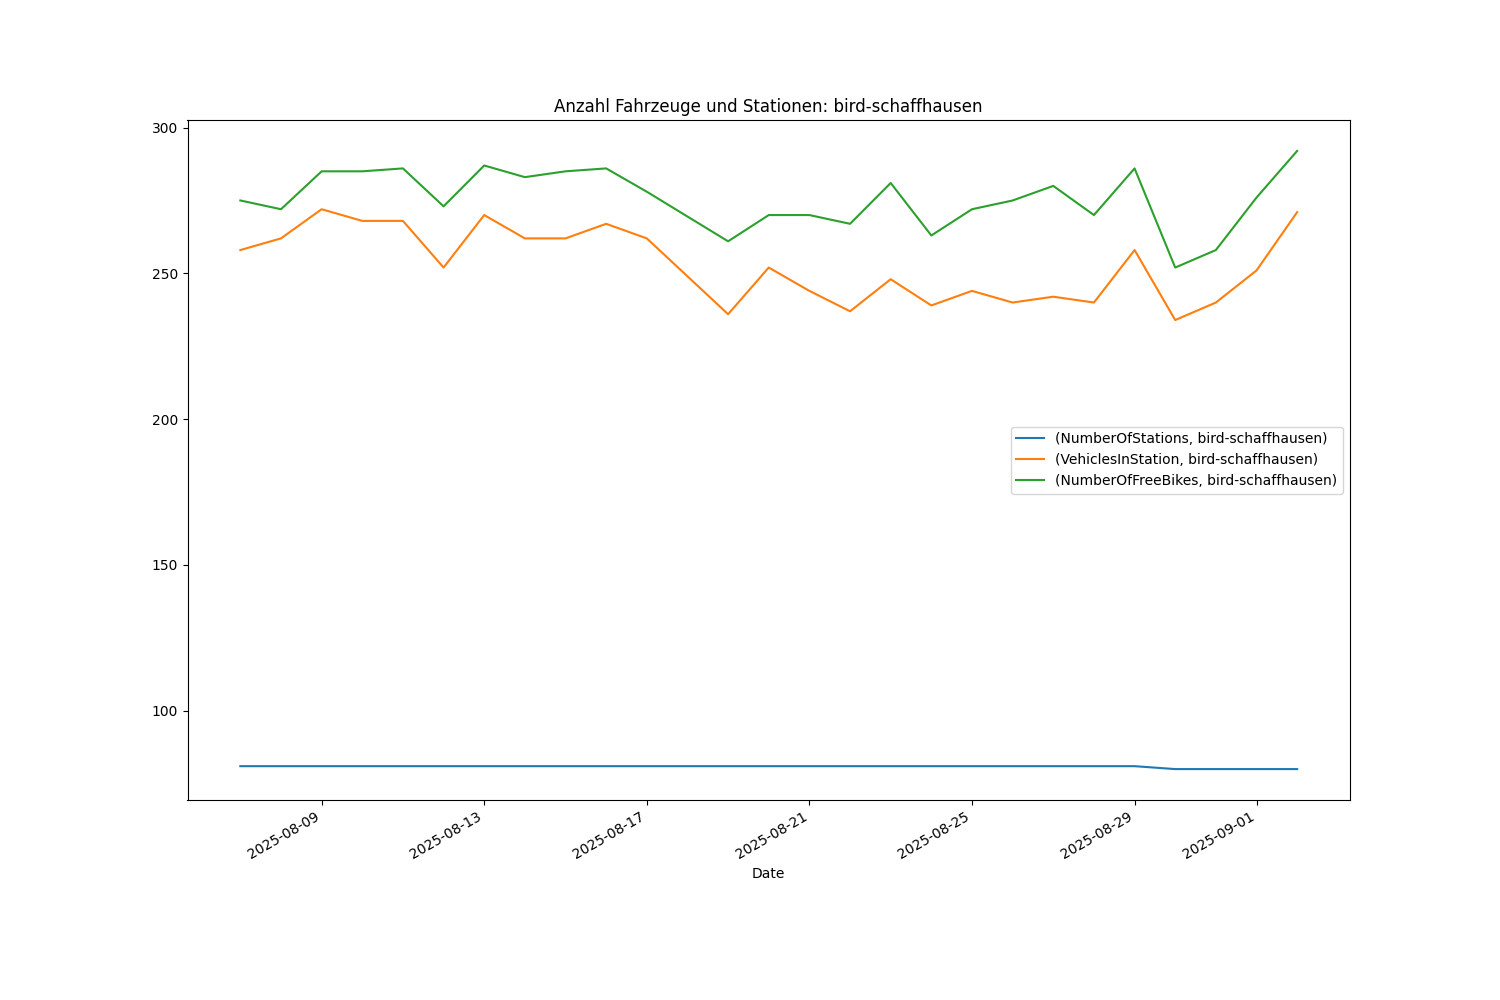 Anzahl Fahrzeuge und Stationen: bird-schaffhausen
300
250
200
150
100
(NumberOfStations, bird-schaffhausen)
(VehiclesInStation, bird-schaffhausen)
(NumberOfFreeBikes, bird-schaffhausen)
2025-08-09
2025-08-13
2025-08-17
2025-08-21
2025-08-25
2025-08-29
2025-09-01
Date